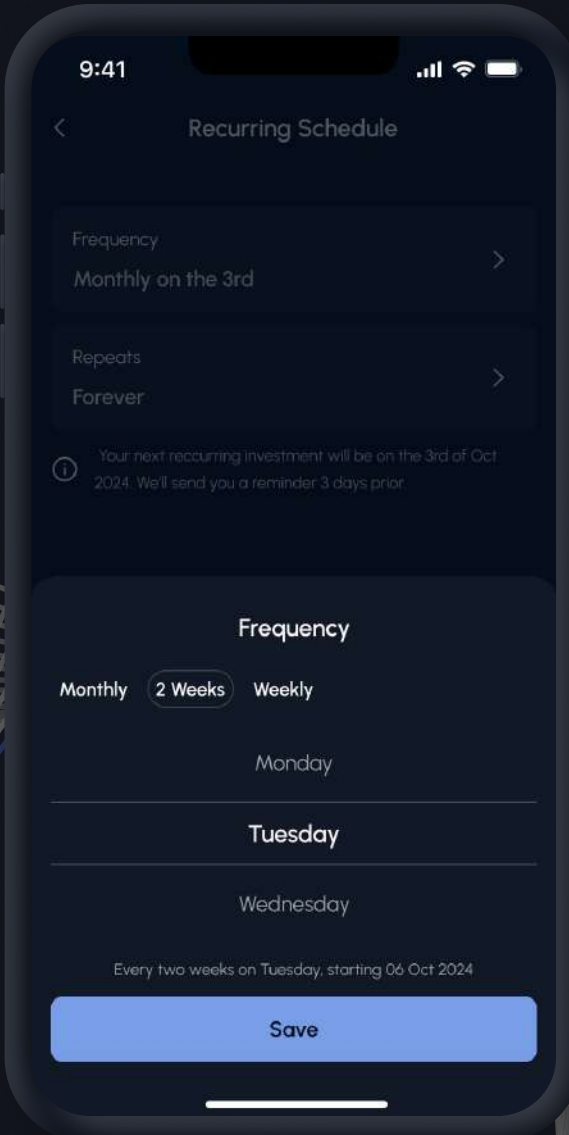 9:41
Recurring Schedule
Frequency
Monthly on the 3rd
Repeats
Forever
Your next reccurring investment will be on the 3rd of Oct
2024. We'll send you a reminder 3 days prior
Frequency
Monthly 2 Weeks Weekly
Monday
Tuesday
Wednesday
Every two weeks on Tuesday, starting 06 Oct 2024
Save